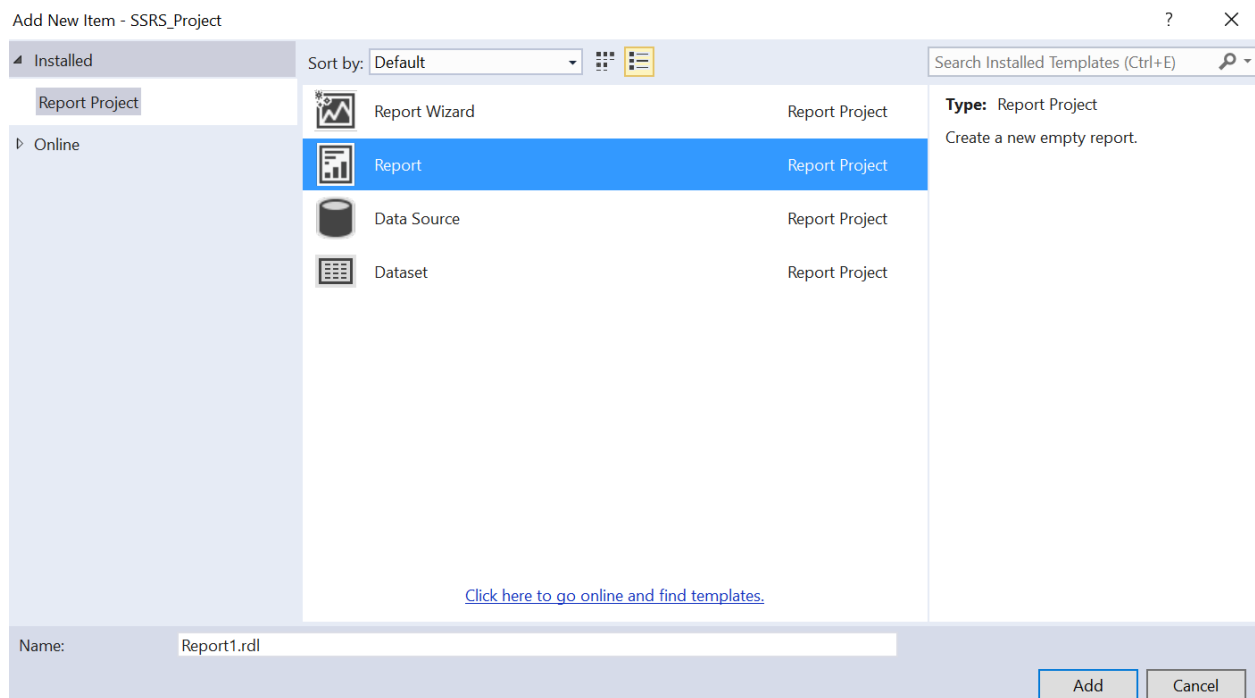 Add New Item - SSRS_Project
?
Installed
Sort by: Default
Search Installed Templates (Ctrl+E)
Report Project
Online
Report Wizard Report Project
Report Report Project
Data Source Report Project
Dataset Report Project
Type: Report Project
Create a new empty report.
Click here to go online and find templates.
Name: Report1.rdl
Add Cancel